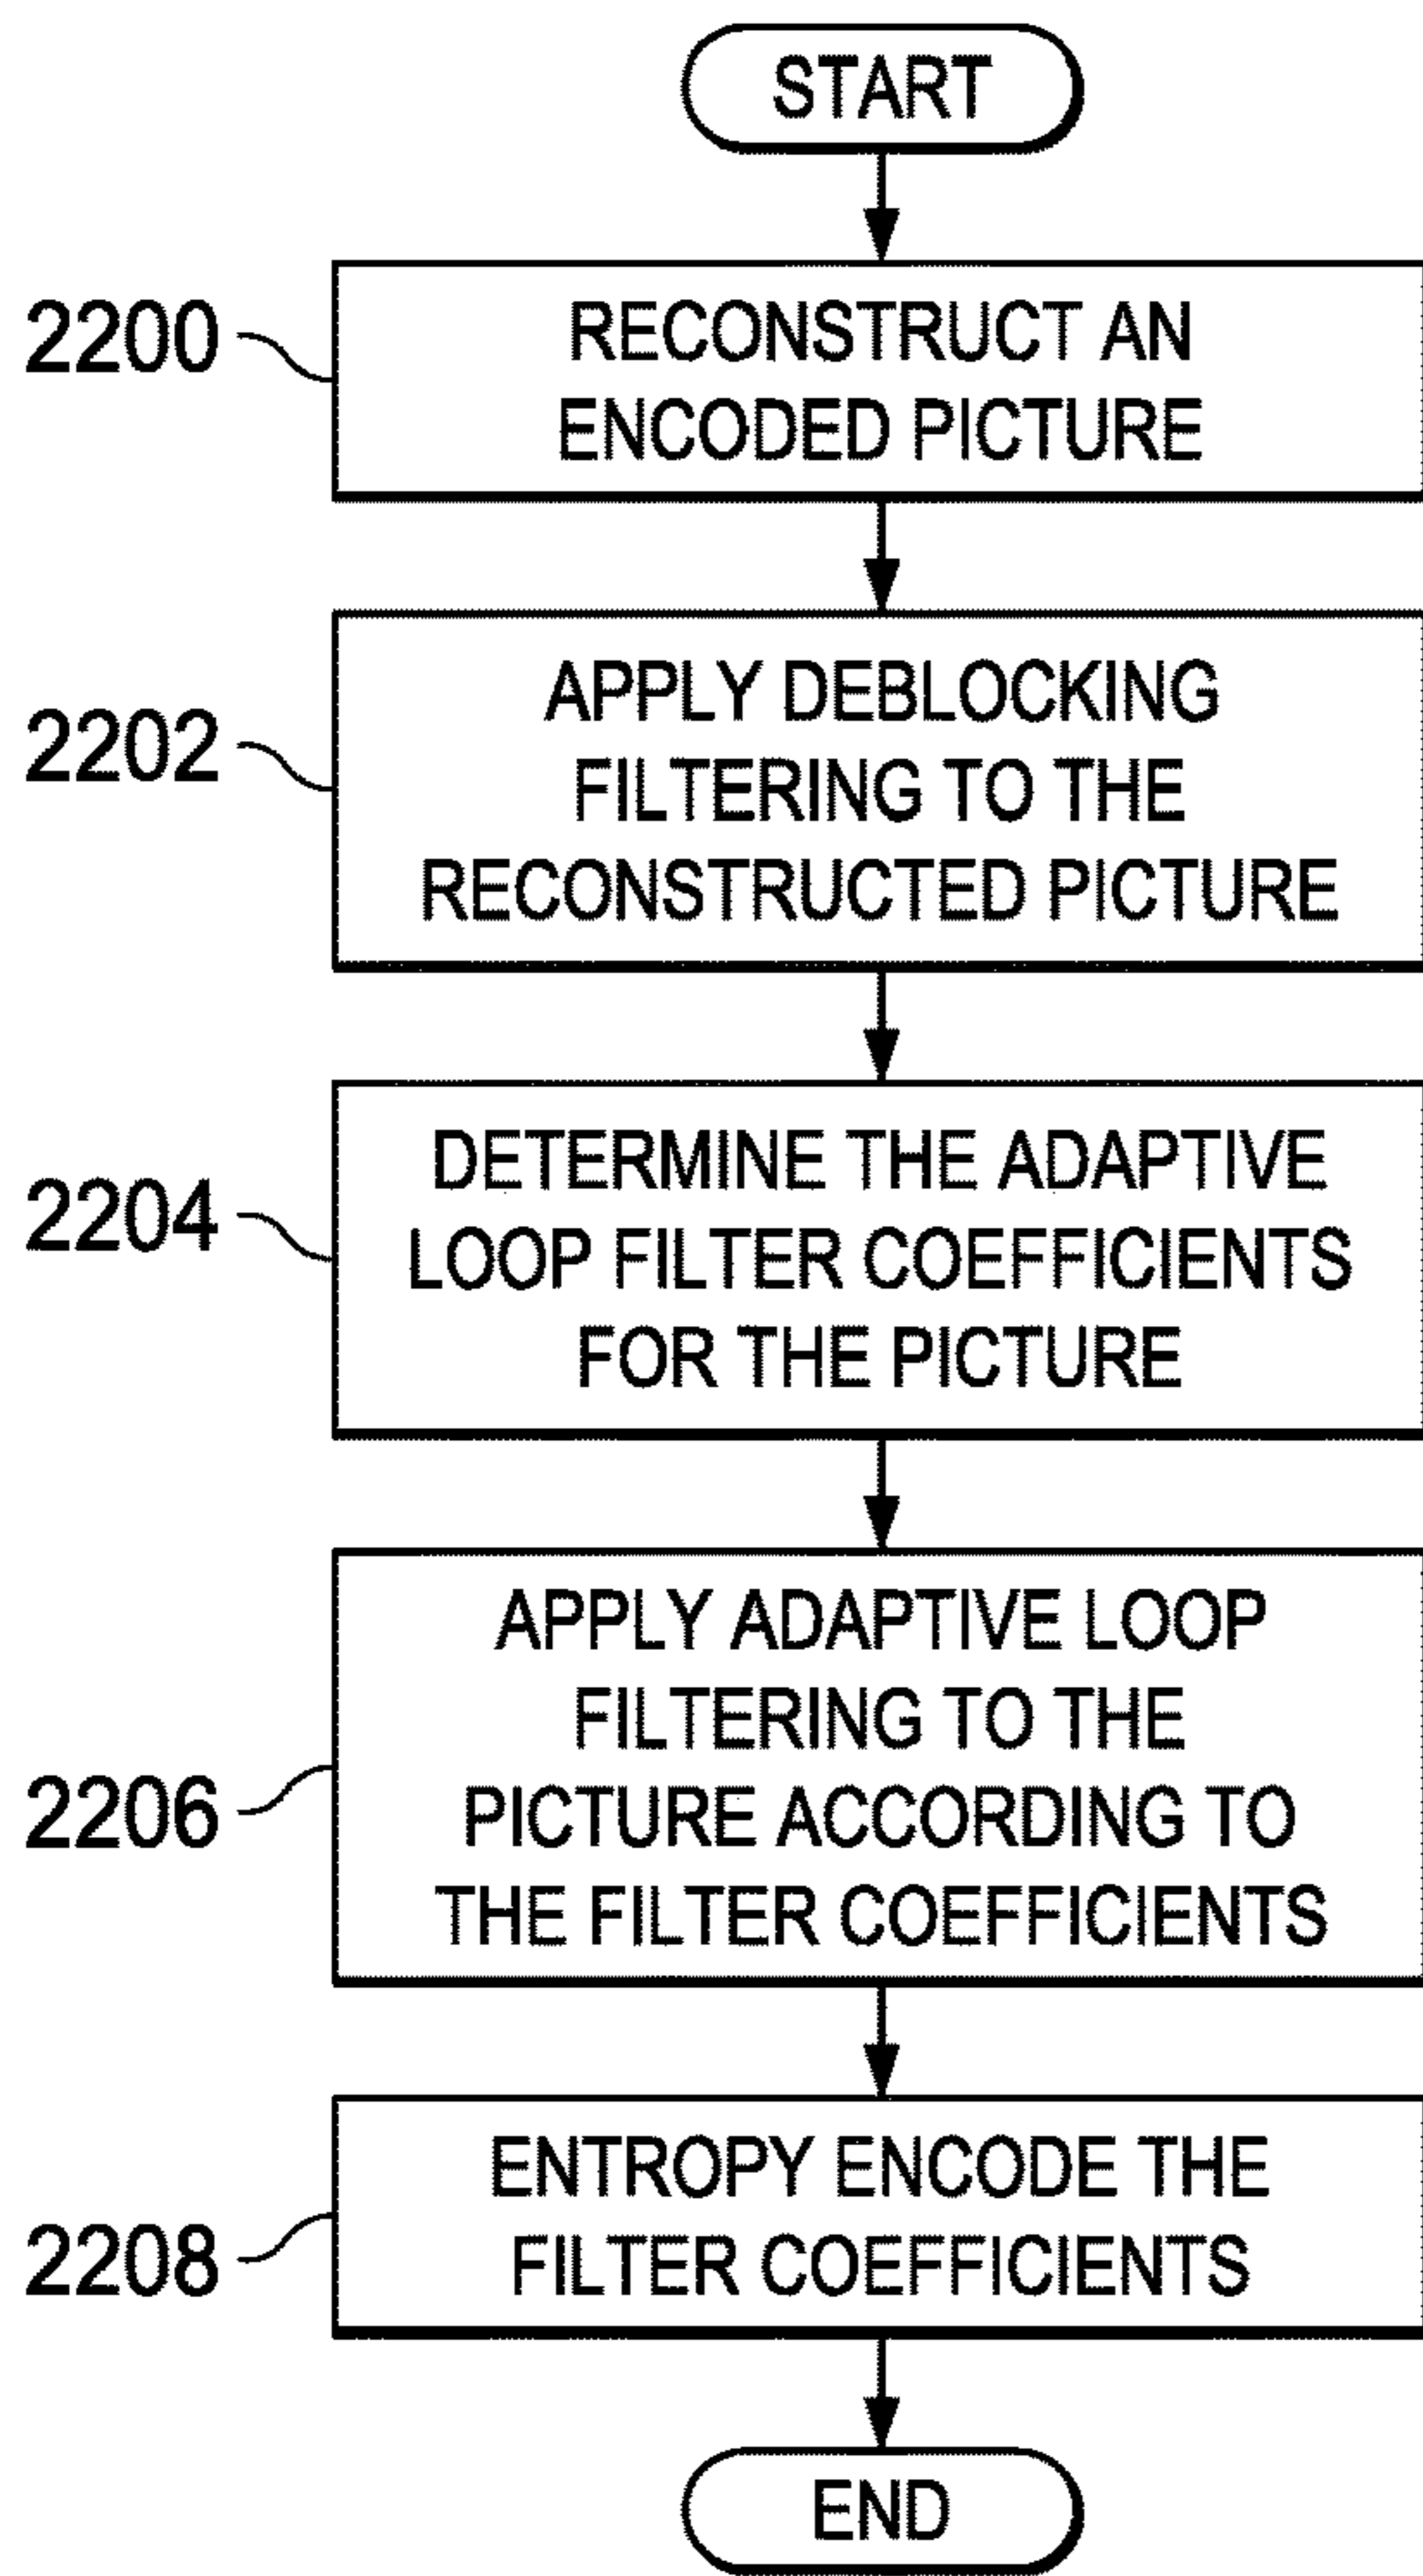 START
2200
RECONSTRUCT AN
ENCODED PICTURE
2202
APPLY DEBLOCKING
FILTERING TO THE
RECONSTRUCTED PICTURE
2204
DETERMINE THE ADAPTIVE
LOOP FILTER COEFFICIENTS
FOR THE PICTURE
2206
APPLY ADAPTIVE LOOP
FILTERING TO THE
PICTURE ACCORDING TO
THE FILTER COEFFICIENTS
2208
ENTROPY ENCODE THE
FILTER COEFFICIENTS
END